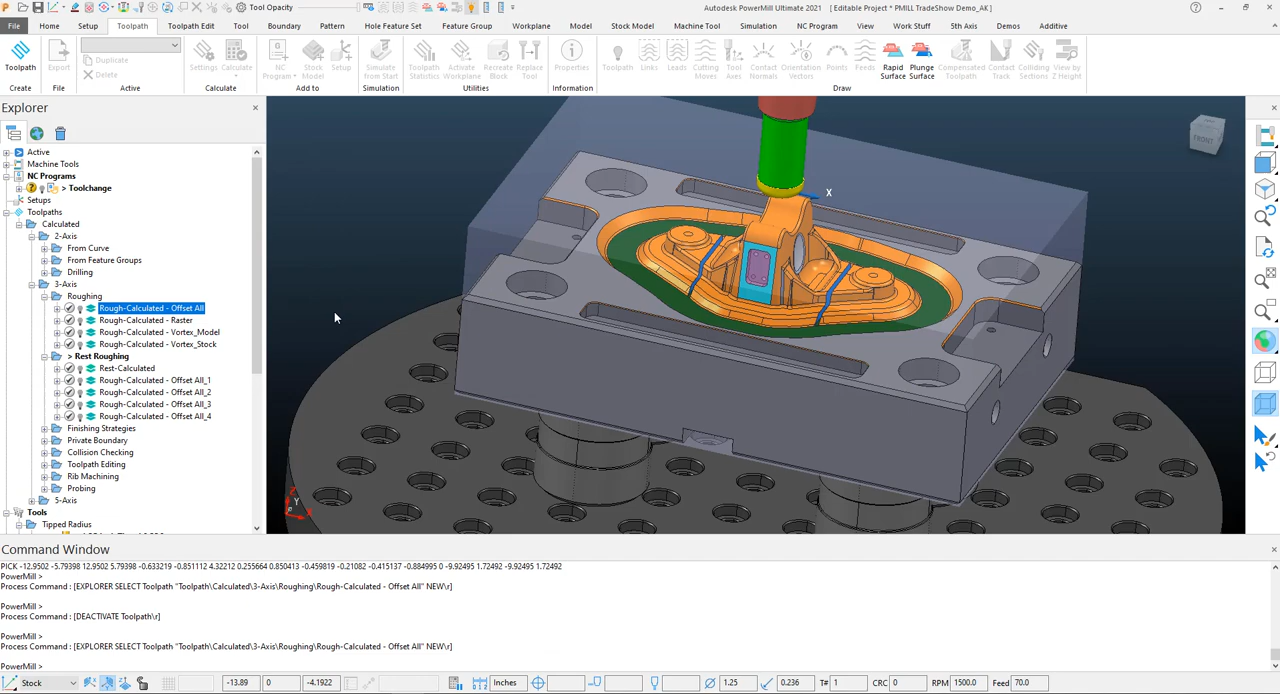 Tool Opacity
Autodesk PowerMill Ultimate 2021 [ Editable Project * PMILL TradeShow Demo_AK ]
File Home Setup Toolpath Toolpath Edit Tool Boundary Pattern Hole Feature Set Feature Group Workplane Model Stock Model Machine Tool Simulation NC Program View Work Stuff 5th Axis Demos Additive
Duplicate
Delete
Toolpath Export Settings Calculate NC Program Stock Model Setup Simulate from Start Toolpath Statistics Activate Workplane Recreate Block Replace Tool Properties Toolpath Links Leads Cutting Moves Tool Axes Contact Normals Orientation Vectors Points Feeds Rapid Surface Plunge Surface Compensated Toolpath Contact Track Colliding Sections View by Z Height
Create File Active Calculate Add to Simulation Utilities Information Draw
Explorer
Active
Machine Tools
NC Programs
> Toolchange
Setups
Toolpaths
Calculated
2-Axis
From Curve
From Feature Groups
Drilling
3-Axis
Roughing
Rough-Calculated - Offset All
Rough-Calculated - Raster
Rough-Calculated - Vortex_Model
Rough-Calculated - Vortex_Stock
> Rest Roughing
Rest-Calculated
Rough-Calculated - Offset All_1
Rough-Calculated - Offset All_2
Rough-Calculated - Offset All_3
Rough-Calculated - Offset All_4
Finishing Strategies
Private Boundary
Collision Checking
Toolpath Editing
Rib Machining
Probing
5-Axis
Tools
Tipped Radius
X
FRONT
Y
Command Window
PICK -12.9502 -5.79398 12.9502 5.79398 -0.633219 -0.851112 4.32212 0.255664 0.850413 -0.459819 -0.21082 -0.415137 -0.884995 0 -9.92495 1.72492 -9.92495 1.72492
PowerMill >
Process Command : [EXPLORER SELECT Toolpath "Toolpath\Calculated\3-Axis\Roughing\Rough-Calculated - Offset All" NEW\r]
PowerMill >
Process Command : [DEACTIVATE Toolpath\r]
PowerMill >
Process Command : [EXPLORER SELECT Toolpath "Toolpath\Calculated\3-Axis\Roughing\Rough-Calculated - Offset All" NEW\r]
PowerMill >
Stock -13.89 0 -4.1922 Inches 1.25 0.236 T# 1 CRC 0 RPM 1500.0 Feed 70.0